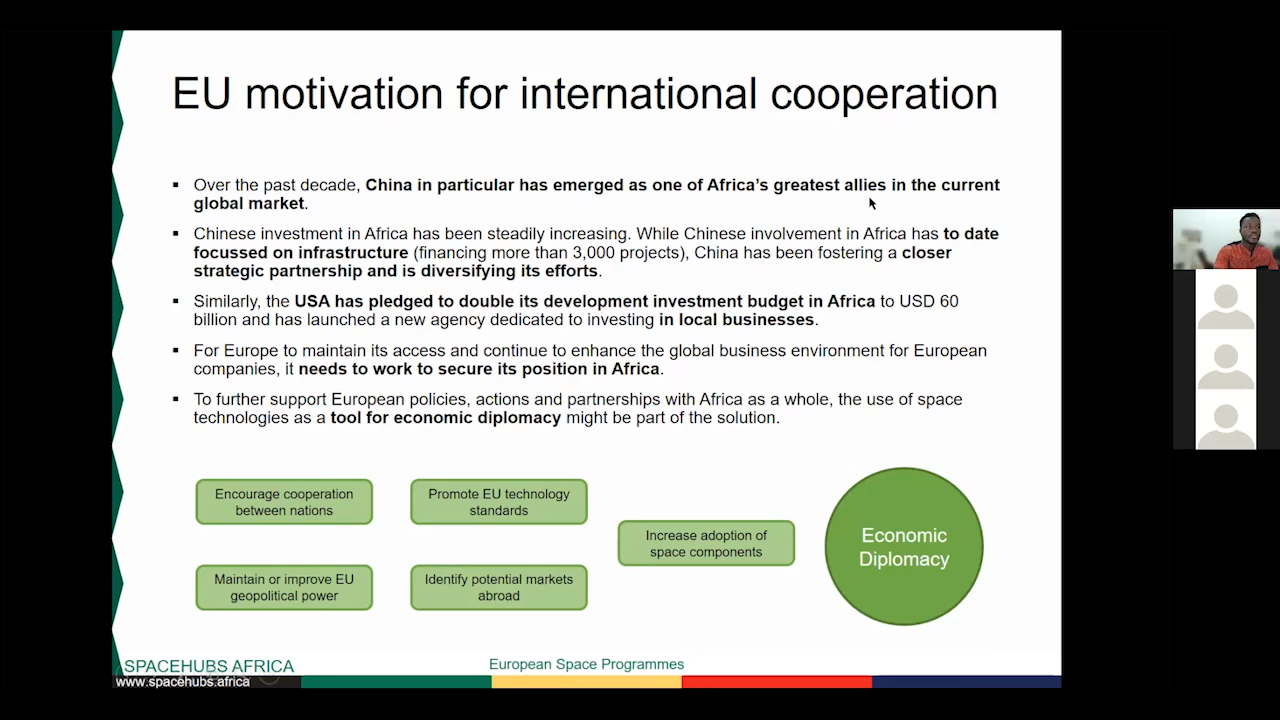 EU motivation for international cooperation
▪ Over the past decade, China in particular has emerged as one of Africa's greatest allies in the current
global market.
▪ Chinese investment in Africa has been steadily increasing. While Chinese involvement in Africa has to date
focussed on infrastructure (financing more than 3,000 projects), China has been fostering a closer
strategic partnership and is diversifying its efforts.
▪ Similarly, the USA has pledged to double its development investment budget in Africa to USD 60
billion and has launched a new agency dedicated to investing in local businesses.
▪ For Europe to maintain its access and continue to enhance the global business environment for European
companies, it needs to work to secure its position in Africa.
▪ To further support European policies, actions and partnerships with Africa as a whole, the use of space
technologies as a tool for economic diplomacy might be part of the solution.
Encourage cooperation
between nations
Promote EU technology
standards
Increase adoption of
space components
Economic
Diplomacy
Maintain or improve EU
geopolitical power
Identify potential markets
abroad
SPACEHUBS AFRICA
European Space Programmes
www.spacehubs.africa